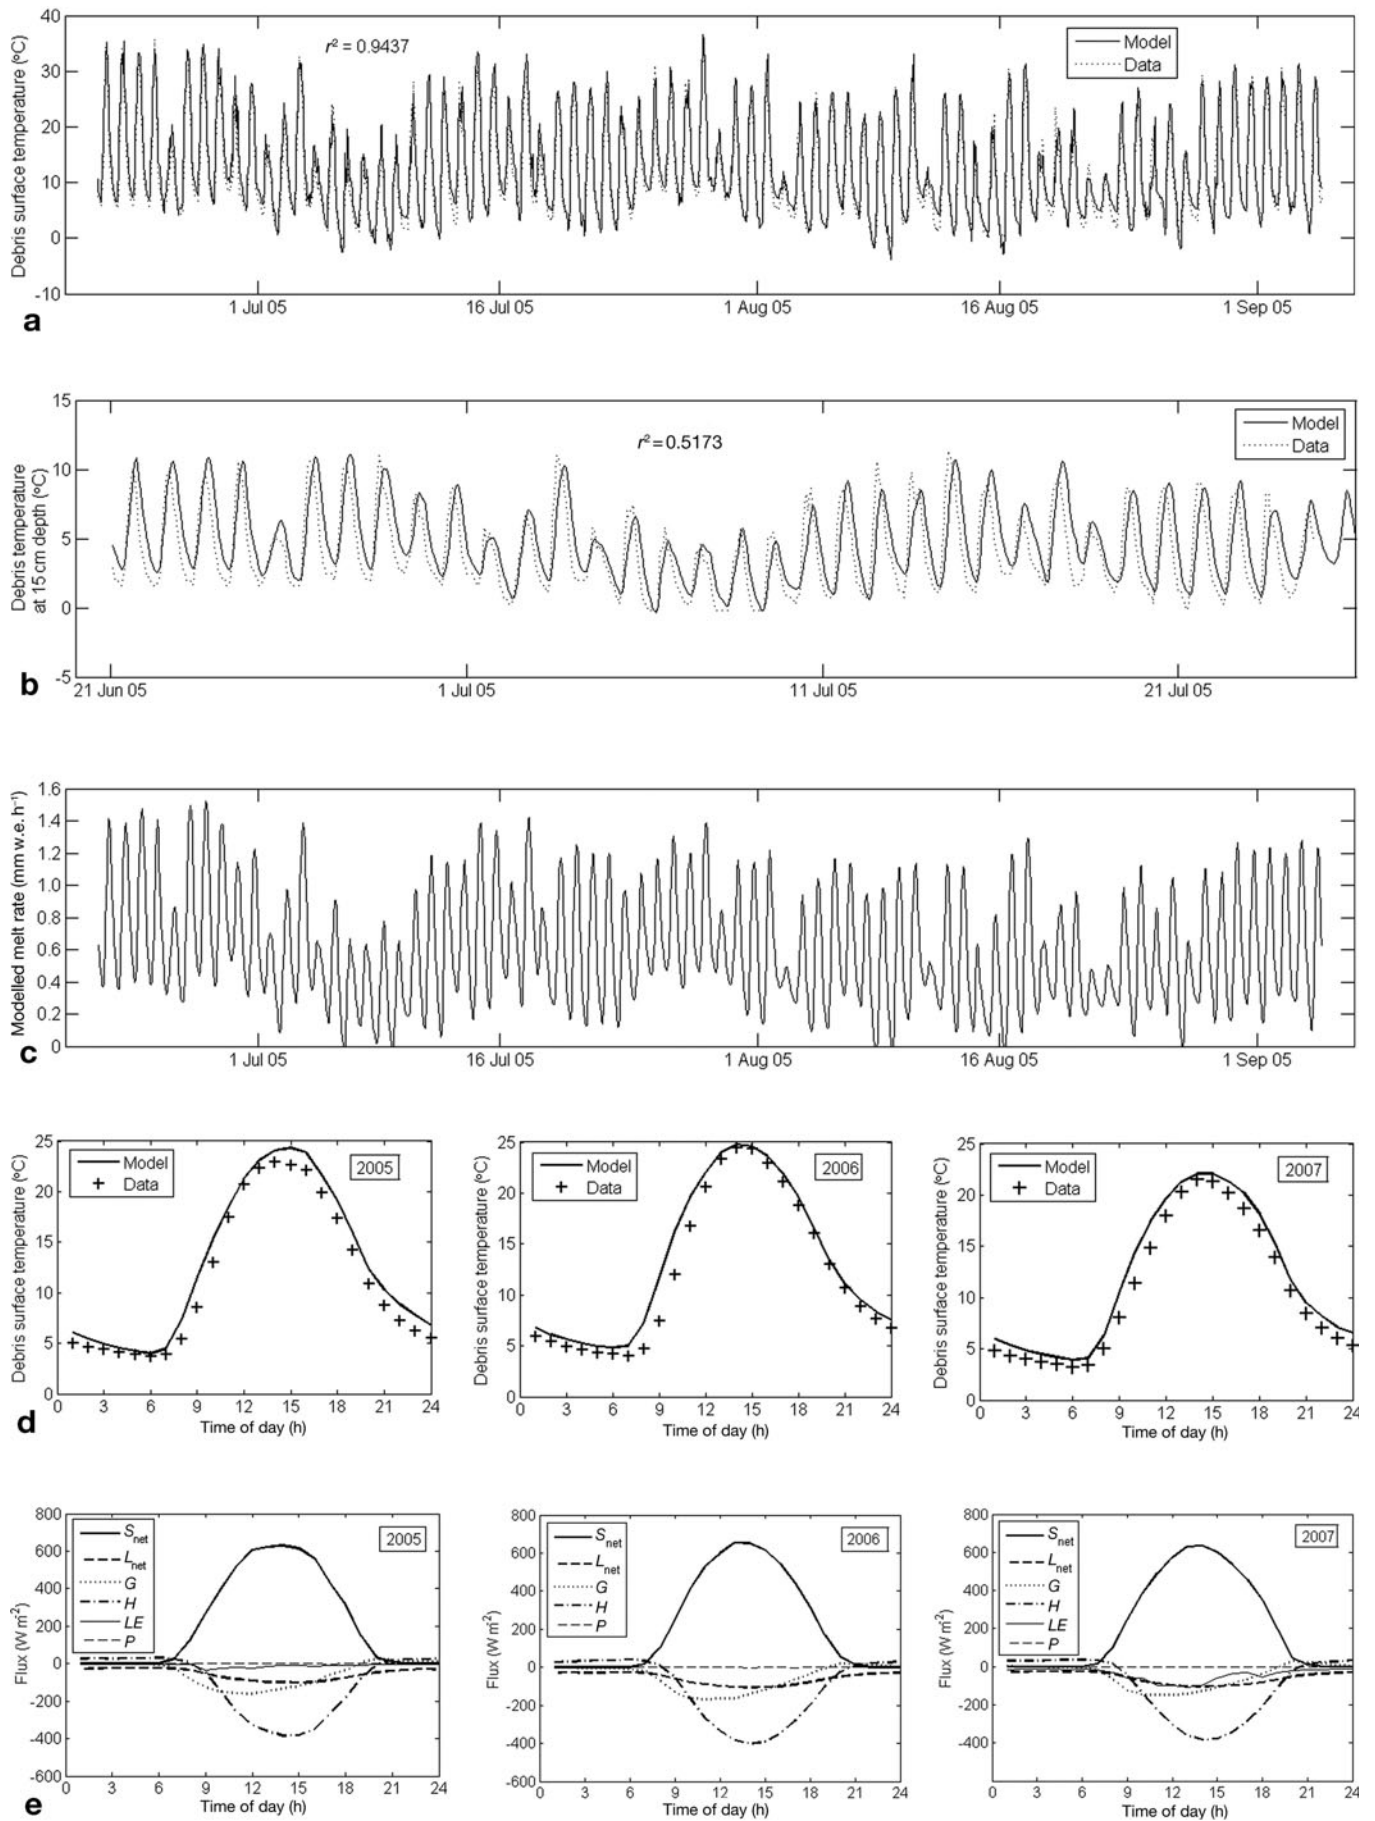 Debris surface temperature (ºC)
40
30
20
10
0
-10
r² = 0.9437
Model
Data
1 Jul 05
16 Jul 05
1 Aug 05
16 Aug 05
1 Sep 05
a
Debris temperature
at 15 cm depth (ºC)
15
10
5
0
-5
r² = 0.5173
Model
Data
21 Jun 05
1 Jul 05
11 Jul 05
21 Jul 05
b
Modelled melt rate (mm w.e. h⁻¹)
1.6
1.4
1.2
1.0
0.8
0.6
0.4
0.2
0
1 Jul 05
16 Jul 05
1 Aug 05
16 Aug 05
1 Sep 05
c
Debris surface temperature (ºC)
25
20
15
10
5
0
Model
Data
2005
0 3 6 9 12 15 18 21 24
Time of day (h)
Debris surface temperature (ºC)
25
20
15
10
5
0
Model
Data
2006
0 3 6 9 12 15 18 21 24
Time of day (h)
Debris surface temperature (ºC)
25
20
15
10
5
0
Model
Data
2007
0 3 6 9 12 15 18 21 24
Time of day (h)
d
Flux (W m⁻²)
800
600
400
200
0
-200
-400
-600
S net
L net
G
H
LE
P
2005
0 3 6 9 12 15 18 21 24
Time of day (h)
Flux (W m⁻²)
800
600
400
200
0
-200
-400
-600
S net
L net
G
H
LE
P
2006
0 3 6 9 12 15 18 21 24
Time of day (h)
Flux (W m⁻²)
800
600
400
200
0
-200
-400
S net
L net
G
H
LE
P
2007
0 3 6 9 12 15 18 21 24
Time of day (h)
e